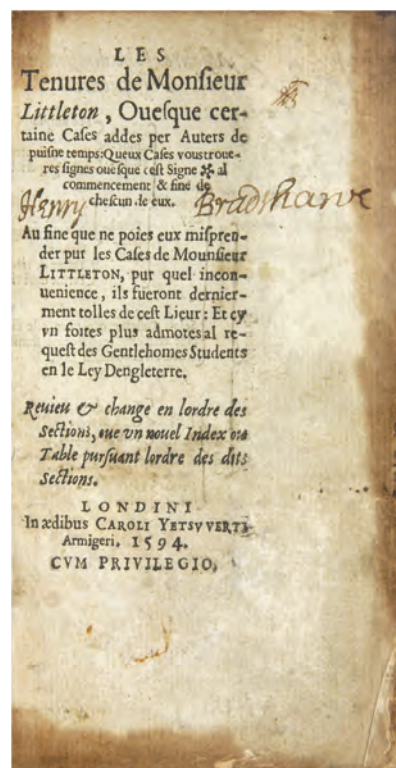 LES
Tenures de Monſieur
Littleton, Oueſque cer-
taine Caſes addes per Auters de
puiſne temps: Queux Caſes vous troue-
res ſignes oueſque ceſt Signe ✤ al
commencement & fine de
Henry cheſcun de eux. Bradſhawe
Au fine que ne poies eux miſpren-
der pur les Caſes de Mounſieur
LITTLETON, pur quel incon-
uenience, ils fueront dernier-
ment tolles de ceſt Lieur: Et cy
vn foites plus admotes al re-
queſt des Gentlehomes Students
en le Ley Dengleterre.
Reuieu & change en lordre des
Sections, vn nouel Index ou
Table purſuant lordre des dits
Sections.
LONDINI
In ædibus CAROLI YETSVVERTI
Armigeri. 1594.
CVM PRIVILEGIO,